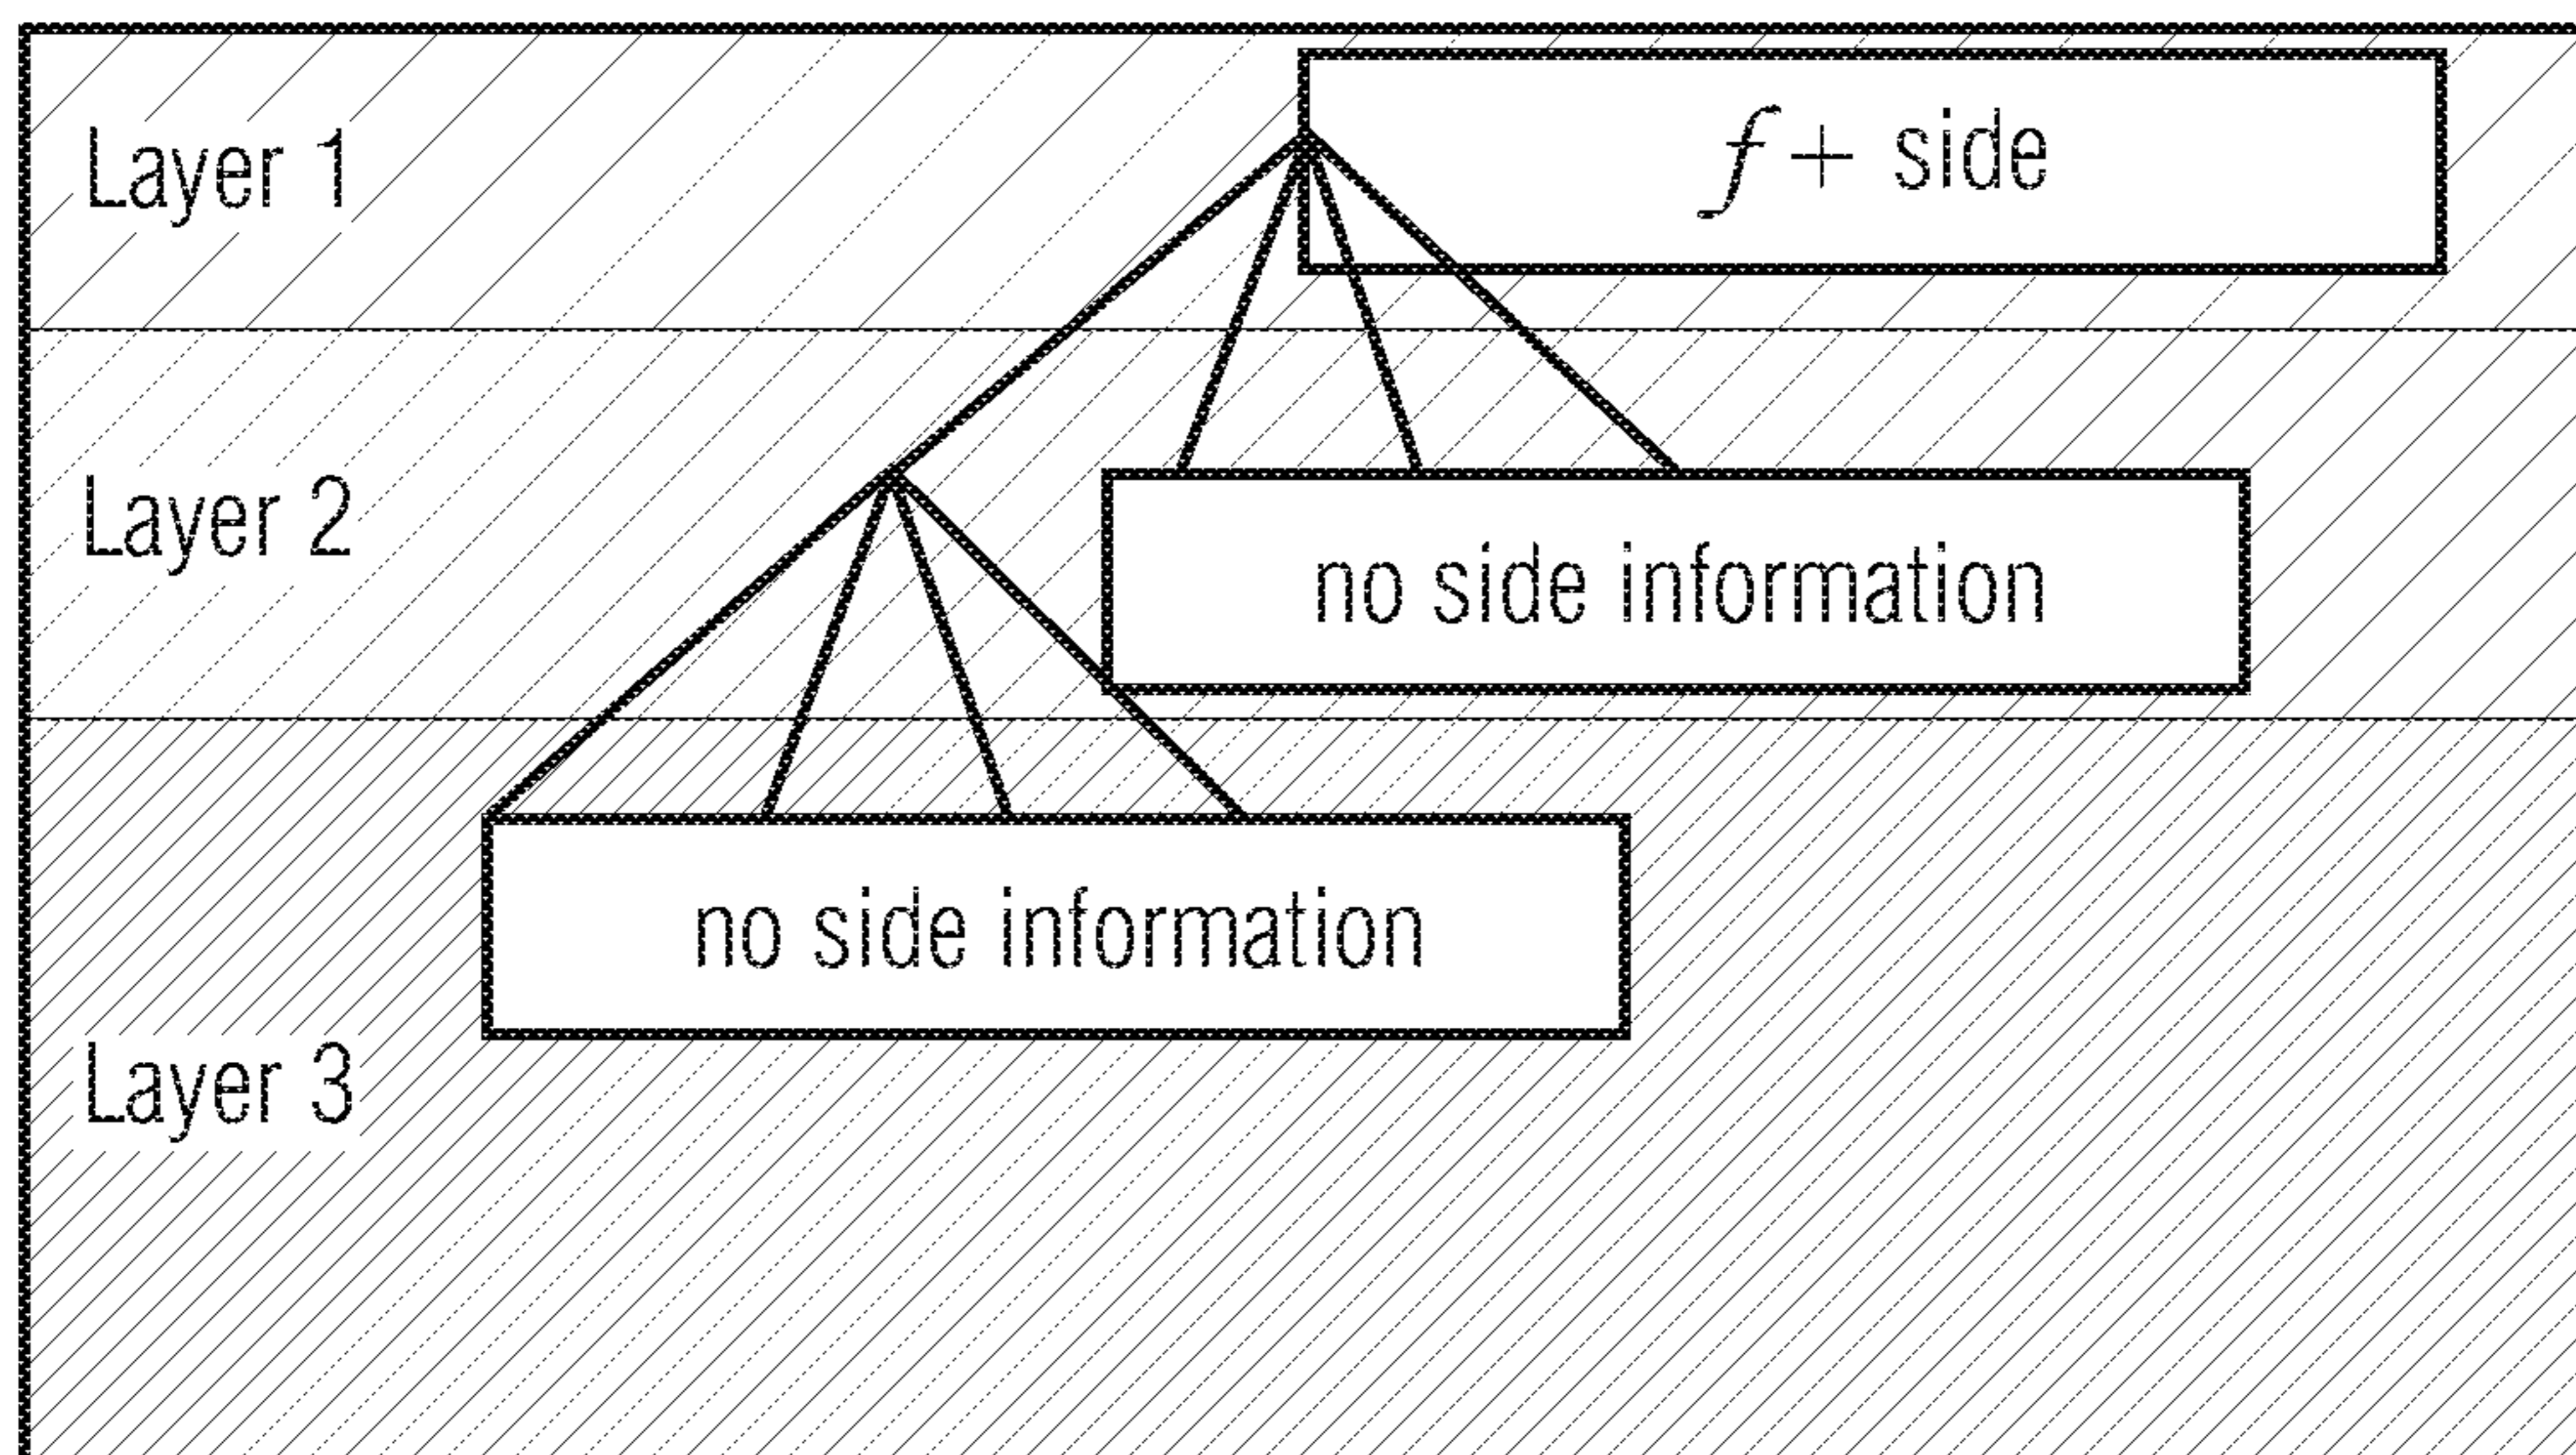 Layer 1
f + side
Layer 2
no side information
no side information
Layer 3